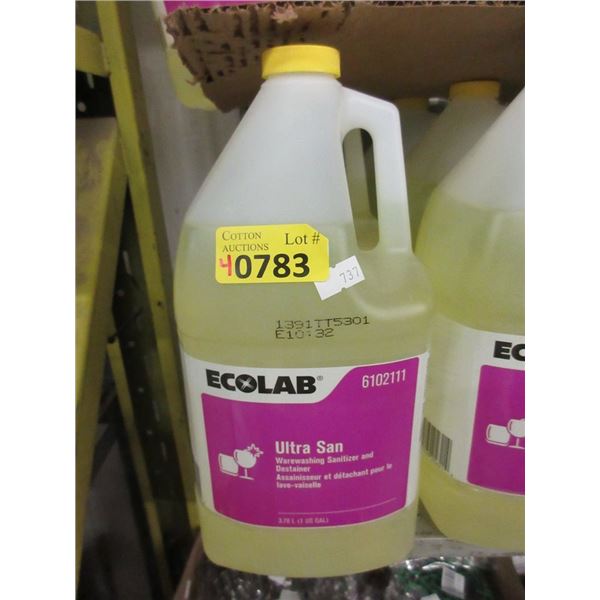 COTTON
AUCTIONS
Lot #
40783
737
1391TT5301
E10:32
ECOLAB®
6102111
Ultra San
Warewashing Sanitizer and
Destainer
Assainisseur et détachant pour le
lave-vaisselle
3.78 L (1 US GAL)
EC